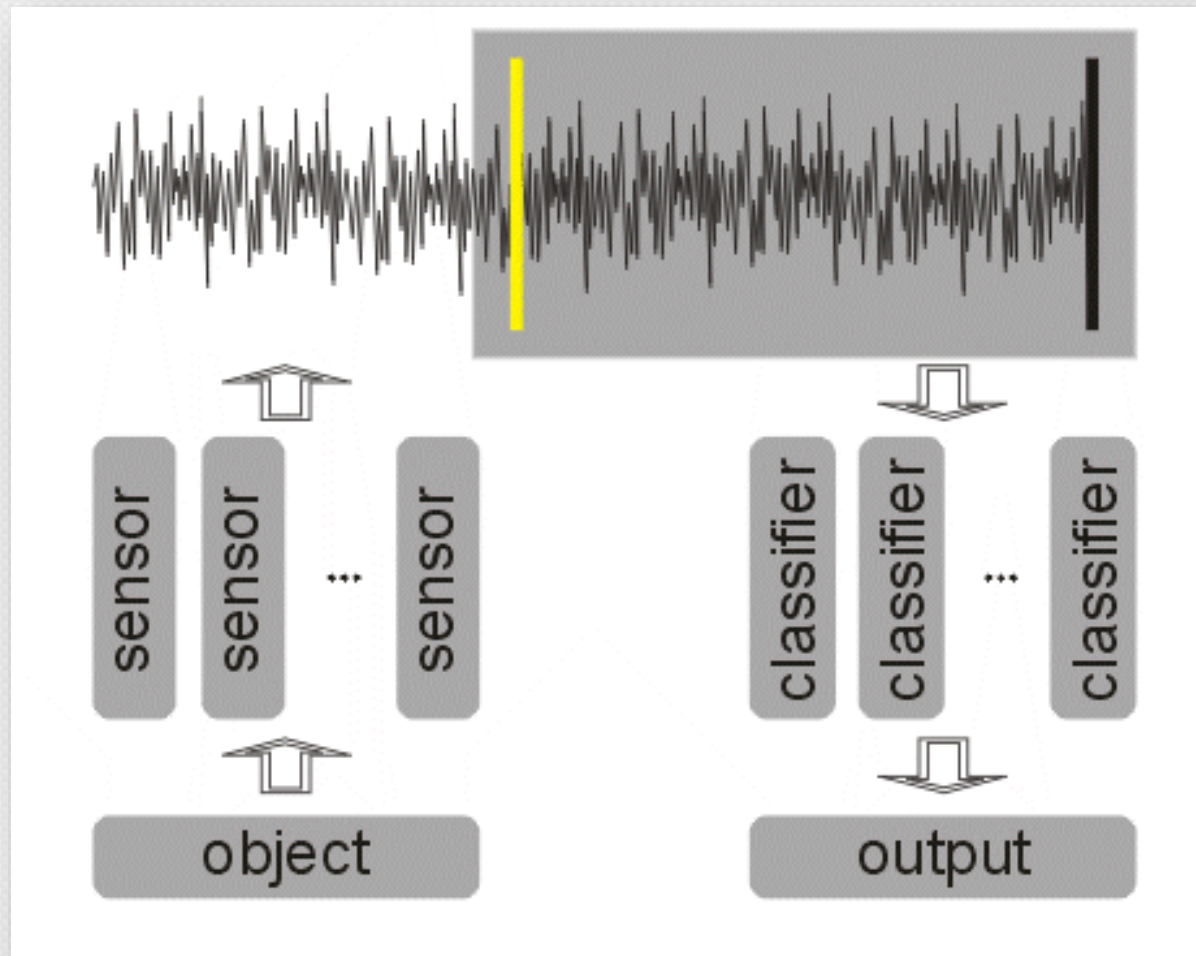 sensor
sensor
...
sensor
classifier
classifier
...
classifier
object
output